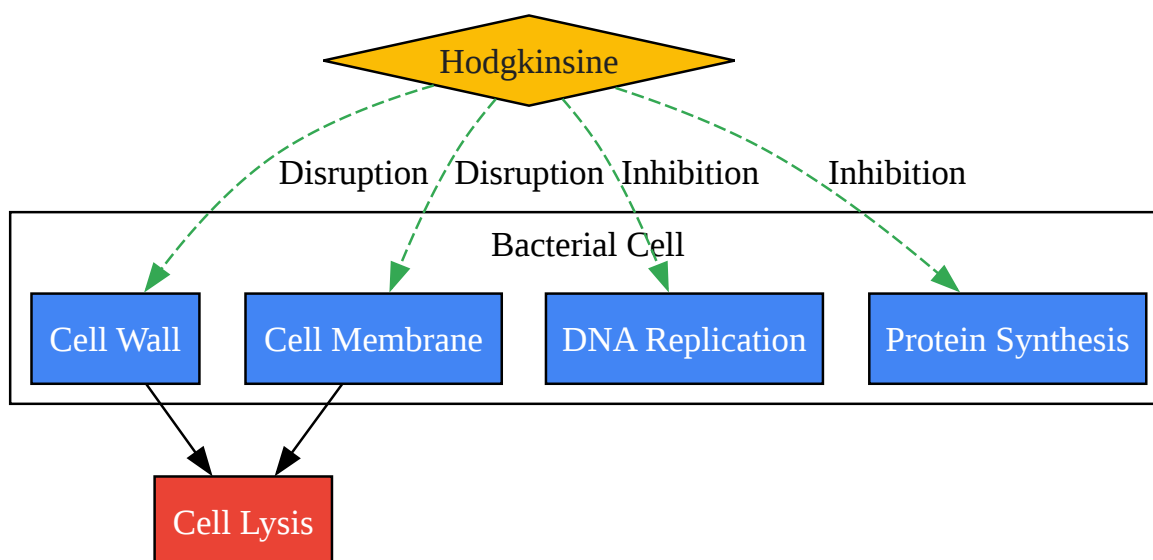 Hodgkinsine
Disruption
Disruption
Inhibition
Inhibition
Bacterial Cell
Cell Wall
Cell Membrane
DNA Replication
Protein Synthesis
Cell Lysis